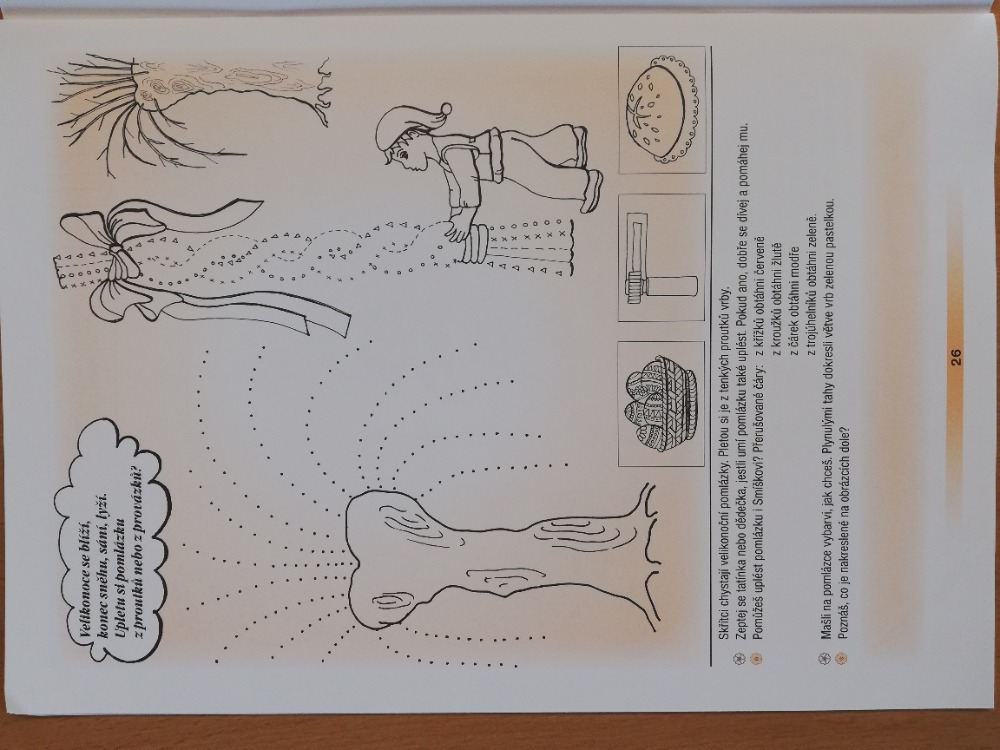 Velikonoce se blíží,
konec sněhu, sání, lyží.
Upletu si pomlázku
z proutků nebo z provázků?
Skřítci chystají velikonoční pomlázky. Pletou si je z tenkých proutků vrby.
Zeptej se tatínka nebo dědečka, jestli umí pomlázku také uplést. Pokud ano, dobře se dívej a pomáhej mu.
Pomůžeš uplést pomlázku i Smíškovi? Přerušované čáry: z křížků obtáhni červeně
z kroužků obtáhni žlutě
z čárek obtáhni modře
z trojúhelníků obtáhni zeleně.
Mašli na pomlázce vybarvi, jak chceš. Plynulými tahy dokresli větve vrb zelenou pastelkou.
Poznáš, co je nakreslené na obrázcích dole?
26